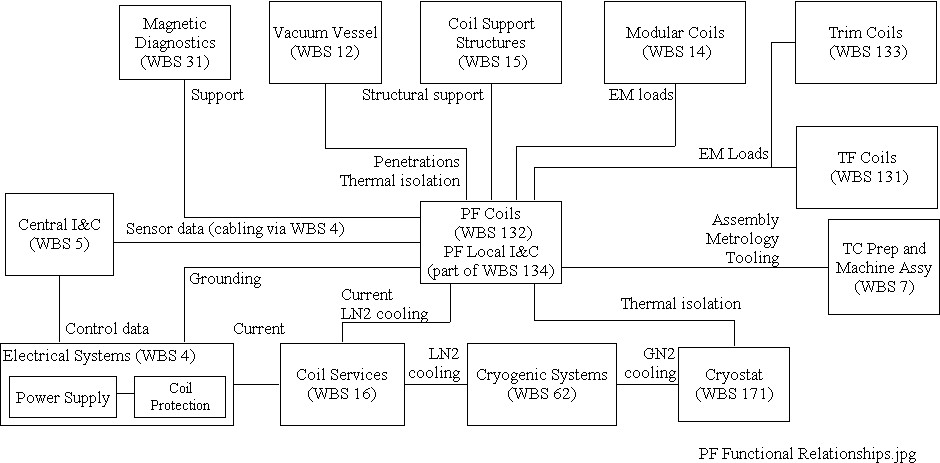 Magnetic
Diagnostics
(WBS 31)
Vacuum Vessel
(WBS 12)
Coil Support
Structures
(WBS 15)
Modular Coils
(WBS 14)
Trim Coils
(WBS 133)
Support
Structural support
EM loads
Penetrations
Thermal isolation
EM Loads
TF Coils
(WBS 131)
Central I&C
(WBS 5)
Sensor data (cabling via WBS 4)
PF Coils
(WBS 132)
PF Local I&C
(part of WBS 134)
Assembly
Metrology
Tooling
TC Prep and
Machine Assy
(WBS 7)
Grounding
Current
LN2 cooling
Thermal isolation
Control data
Current
Electrical Systems (WBS 4)
Power Supply
Coil
Protection
Coil Services
(WBS 16)
LN2
cooling
Cryogenic Systems
(WBS 62)
GN2
cooling
Cryostat
(WBS 171)
PF Functional Relationships.jpg